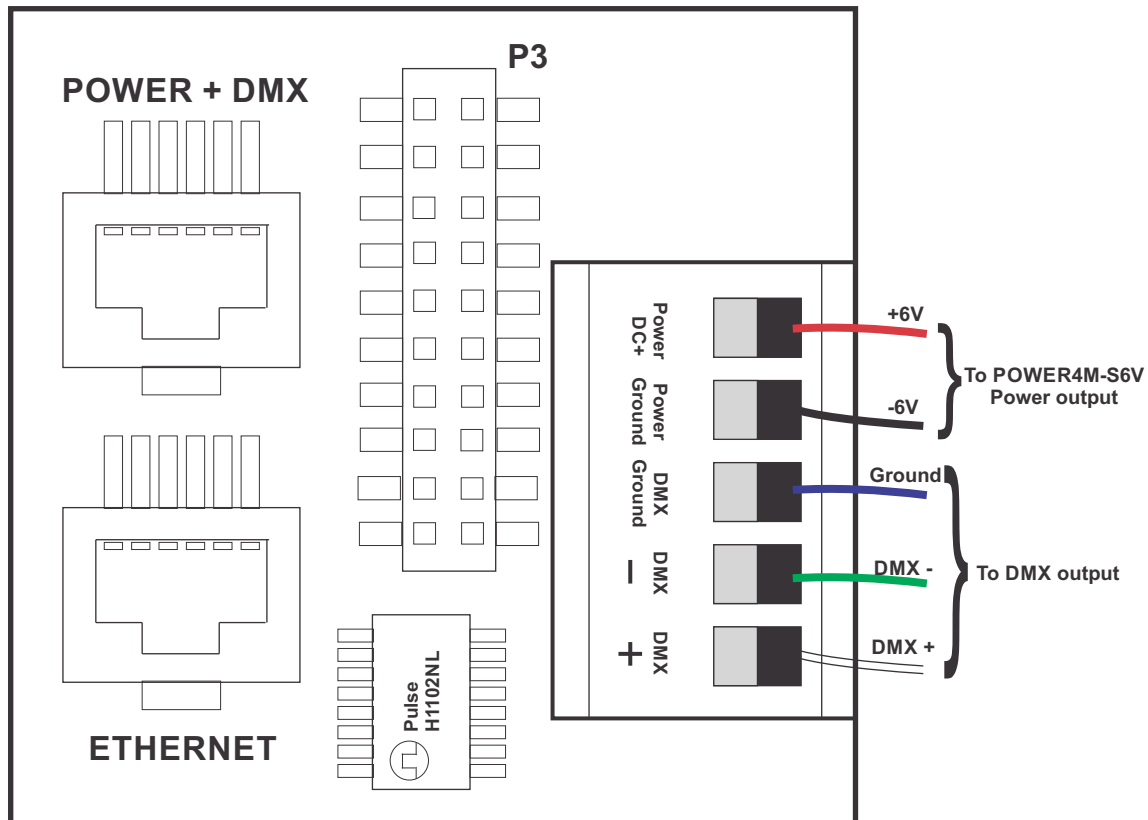 P3
POWER + DMX
ETHERNET
Pulse
H1102NL
Power
DC+
Power
Ground
DMX
Ground
DMX
-
DMX
+
+6V
-6V
To POWER4M-S6V
Power output
Ground
DMX -
DMX +
To DMX output